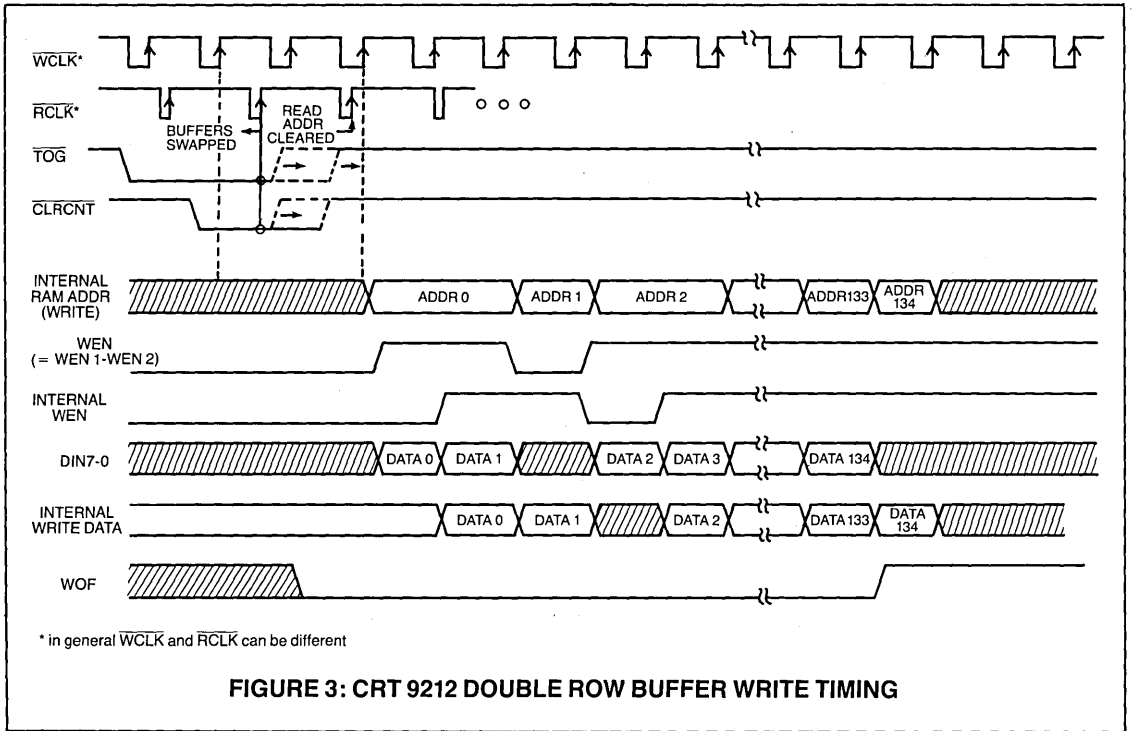 WCLK*
RCLK*
BUFFERS
SWAPPED
READ
ADDR
CLEARED
TOG
CLRCNT
INTERNAL
RAM ADDR
(WRITE)
ADDR 0
ADDR 1
ADDR 2
ADDR133
ADDR
134
WEN
(= WEN 1-WEN 2)
INTERNAL
WEN
DIN7-0
DATA 0
DATA 1
DATA 2
DATA 3
DATA 134
INTERNAL
WRITE DATA
DATA 0
DATA 1
DATA 2
DATA133
DATA
134
WOF
* in general WCLK and RCLK can be different
FIGURE 3: CRT 9212 DOUBLE ROW BUFFER WRITE TIMING